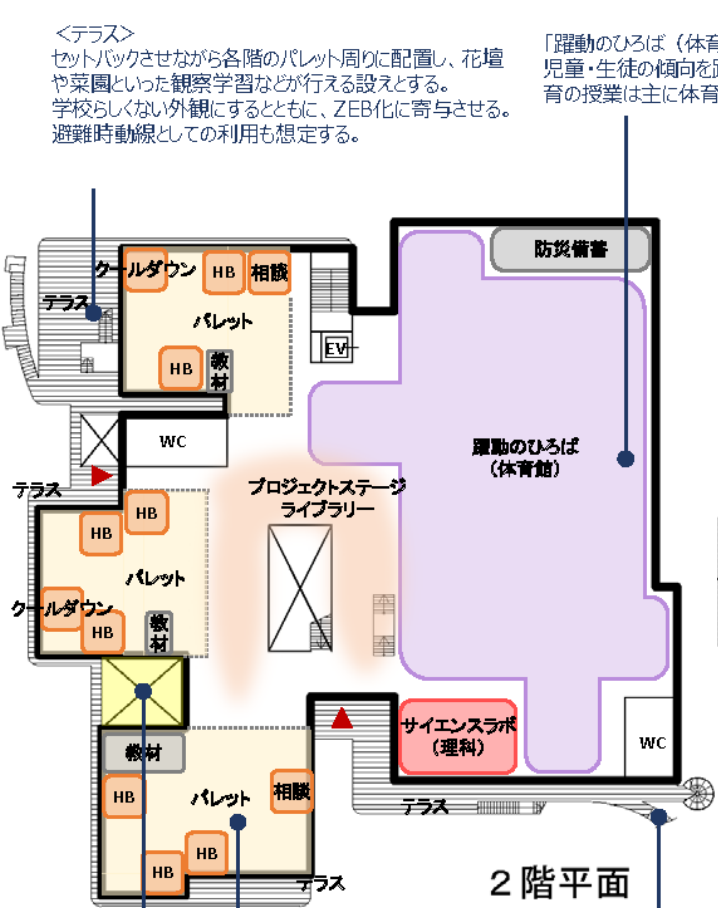 ＜テラス＞
セットバックさせながら各階のパレット周りに配置し、花壇
や菜園といった観察学習などが行える設えとする。
学校らしくない外観にするとともに、ZEB化に寄与させる。
避難時動線としての利用も想定する。
「躍動のひろば（体育
児童・生徒の傾向を
育の授業は主に体育
防災備蓄
クールダウン
HB
相談
テラス
パレット
EV
HB
教材
WC
躍動のひろば
（体育館）
プロジェクトステージ
ライブラリー
テラス
HB
HB
パレット
クールダウン
HB
教材
サイエンスラボ
（理科）
WC
教材
HB
パレット
相談
テラス
HB
HB
テラス
２階平面